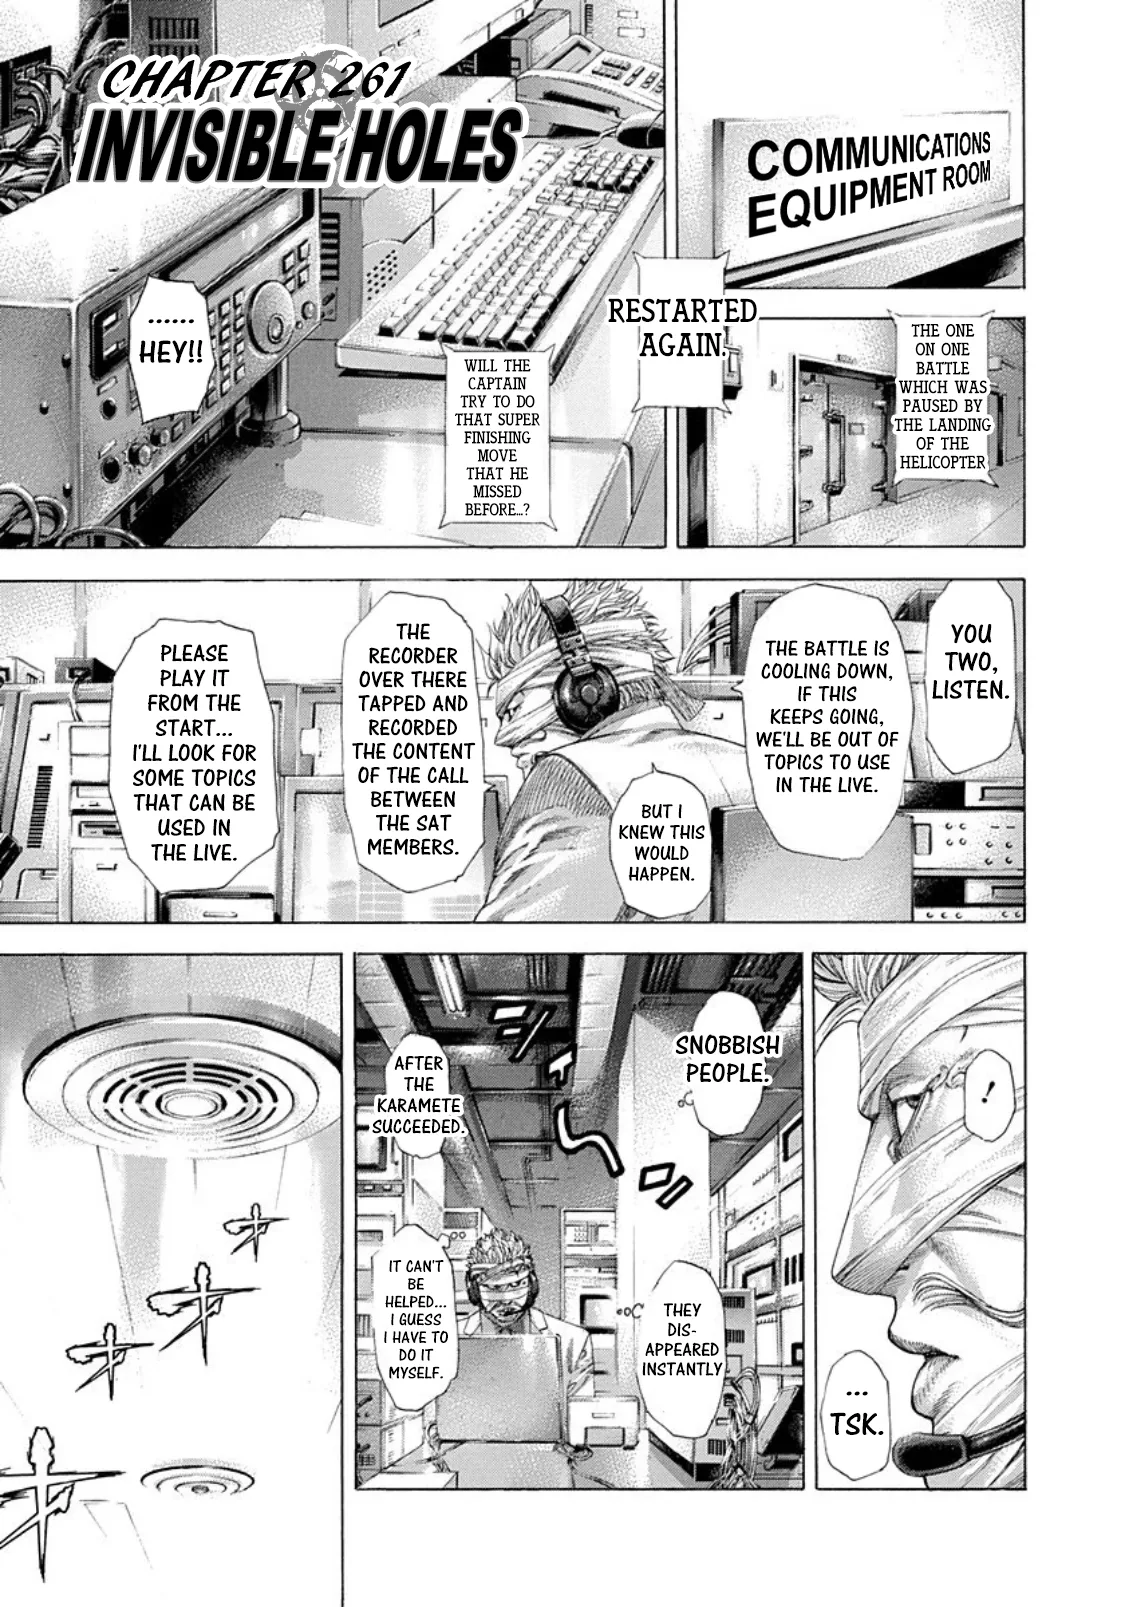 CHAPTER 261
INVISIBLE HOLES
COMMUNICATIONS
EQUIPMENT ROOM
THE ONE
ON ONE
BATTLE
WHICH WAS
PAUSED BY
THE LANDING
OF THE
HELICOPTER
RESTARTED
AGAIN.
WILL THE
CAPTAIN
TRY TO DO
THAT SUPER
FINISHING
MOVE
THAT HE
MISSED
BEFORE...?
......
HEY!!
YOU
TWO,
LISTEN.
THE BATTLE IS
COOLING DOWN,
IF THIS
KEEPS GOING,
WE'LL BE OUT OF
TOPICS TO USE
IN THE LIVE.
BUT I
KNEW THIS
WOULD
HAPPEN.
THE
RECORDER
OVER THERE
TAPPED AND
RECORDED
THE CONTENT
OF THE CALL
BETWEEN
THE SAT
MEMBERS.
PLEASE
PLAY IT
FROM THE
START...
I'LL LOOK FOR
SOME TOPICS
THAT CAN BE
USED IN
THE LIVE.
!
...
TSK.
SNOBBISH
PEOPLE.
THEY
DIS-
APPEARED
INSTANTLY
AFTER
THE
KARAMETE
SUCCEEDED.
IT CAN'T
BE
HELPED...
I GUESS
I HAVE TO
DO IT
MYSELF.